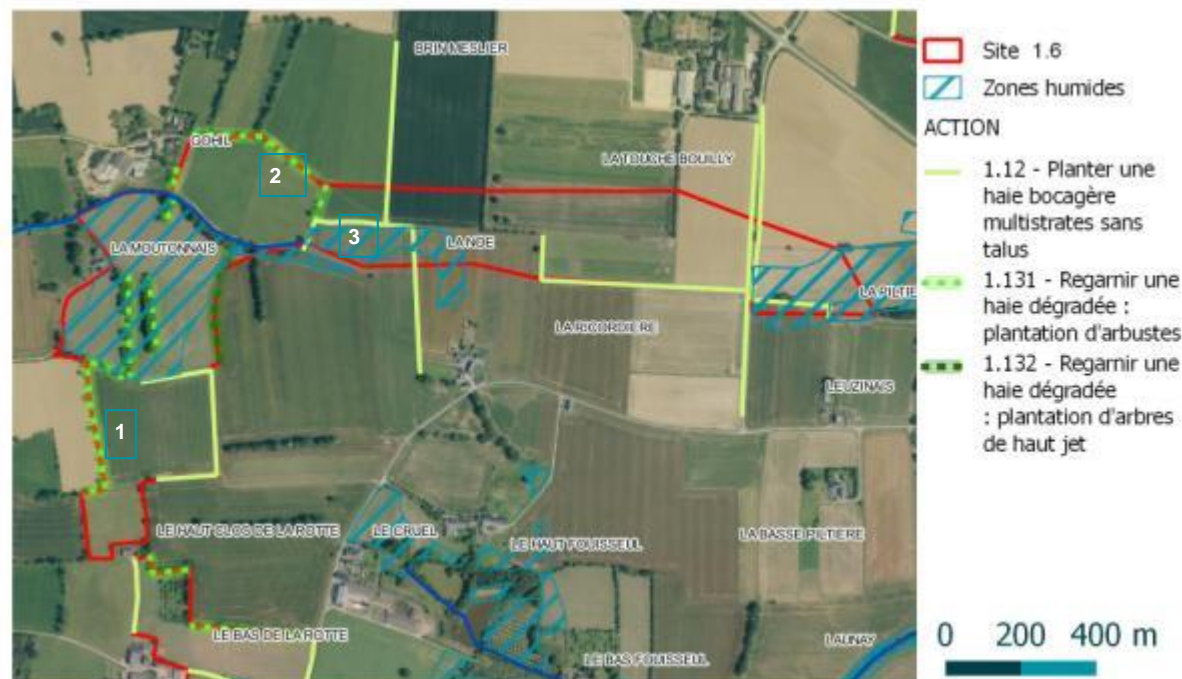 BRIN MESLIER
GOHIL
LA TOUCHE BOUILLY
2
3
LA MOUTONNAIS
LA NOE
LA PILTIE
LA RICORDIERE
LEUZINAIS
1
LE HAUT CLOS DE LA ROTTE
LE CRUEL
LE HAUT FOUISSEUL
LA BASSE PILTIERE
LE BAS DE LA ROTTE
LE BAS FOUISSEUL
LAUNAY
Site 1.6
Zones humides
ACTION
1.12 - Planter une
haie bocagère
multistrates sans
talus
1.131 - Regarnir une
haie dégradée :
plantation d'arbustes
1.132 - Regarnir une
haie dégradée
: plantation d'arbres
de haut jet
0 200 400 m